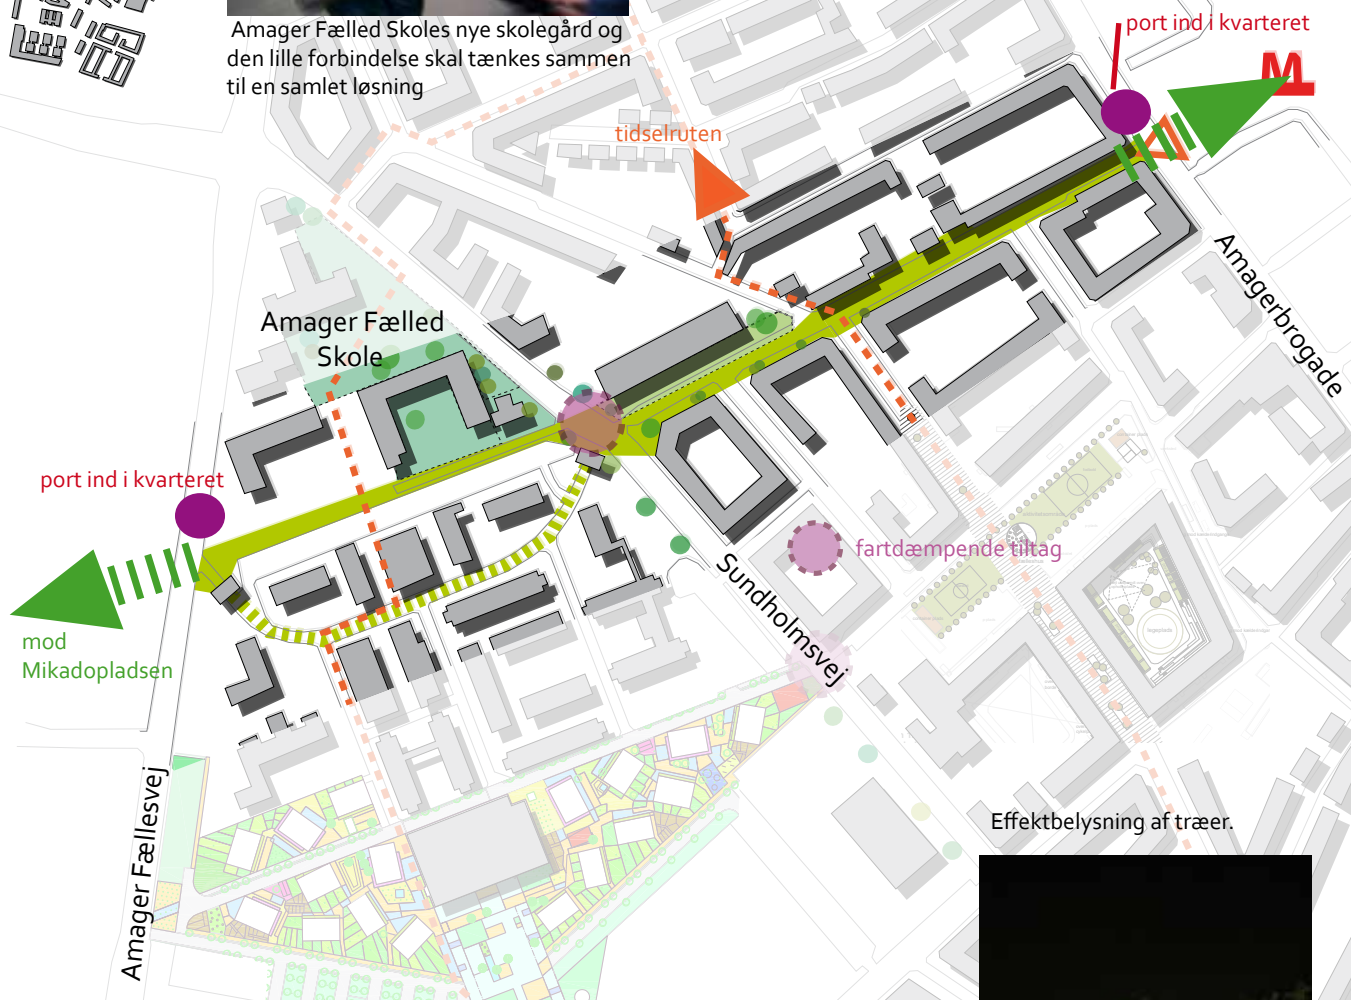 port ind i kvarteret
M
Amager Fælled Skoles nye skolegård og
den lille forbindelse skal tænkes sammen
til en samlet løsning
tidselruten
Amagerbrogade
Amager Fælled
Skole
port ind i kvarteret
fartdæmpende tiltag
Sundholmsvej
mod
Mikadopladsen
Amager Fællesvej
Effektbelysning af træer.